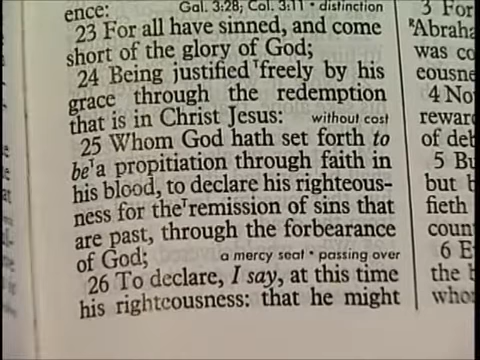 ence:
Gal. 3:28; Col. 3:11 • distinction
23 For all have sinned, and come
short of the glory of God;
24 Being justified ᵀfreely by his
grace through the redemption
that is in Christ Jesus: without cost
25 Whom God hath set forth to
beᵀa propitiation through faith in
his blood, to declare his righteous-
ness for theᵀremission of sins that
are past, through the forbearance
of God; a mercy seat • passing over
26 To declare, I say, at this time
his righteousness: that he might
3 For
Abraha
was co
eousne
4 No
rewar
of deb
5 Bu
but
fieth
coun
6 E
the
who